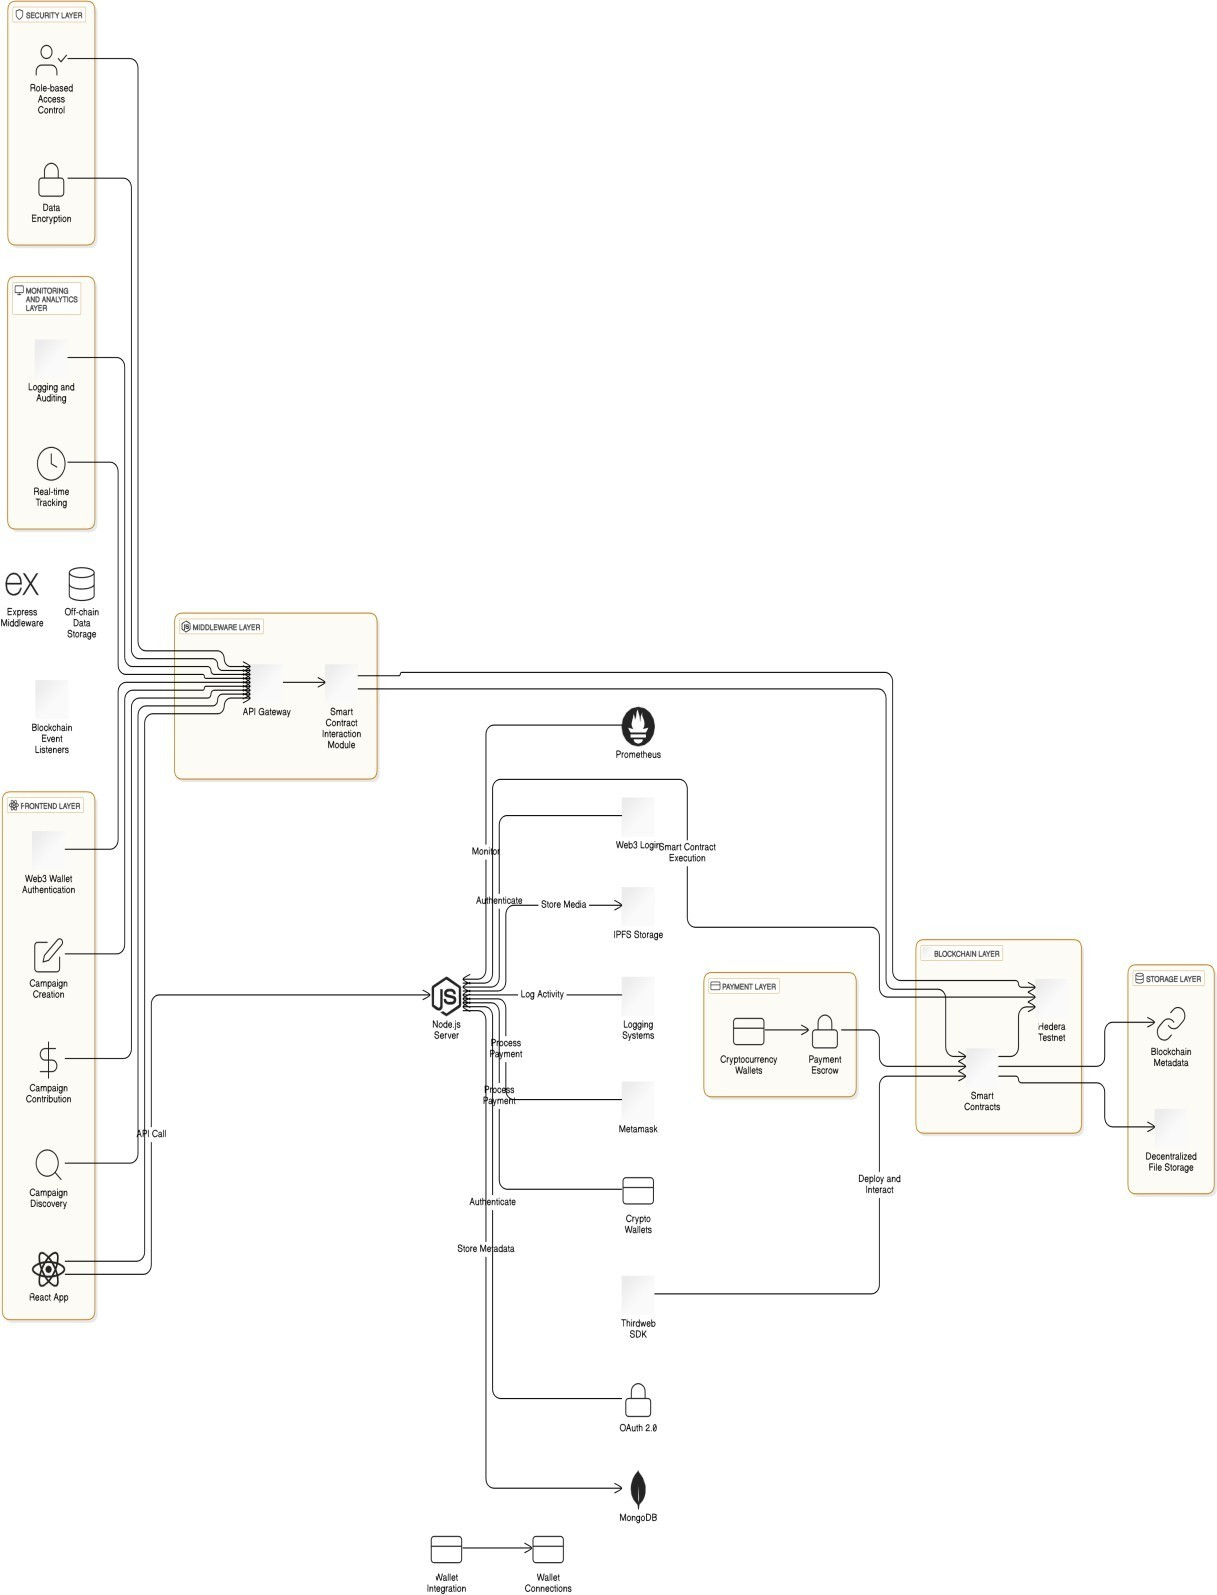 SECURITY LAYER
Role-based
Access
Control
Data
Encryption
MONITORING
AND ANALYTICS
LAYER
Logging and
Auditing
Real-time
Tracking
ex
Express
Middleware
Off-chain
Data
Storage
Blockchain
Event
Listeners
FRONTEND LAYER
Web3 Wallet
Authentication
Campaign
Creation
$
Campaign
Contribution
Campaign
Discovery
React App
API Call
JS
MIDDLEWARE LAYER
API Gateway
Smart
Contract
Interaction
Module
Prometheus
Monitor
Web3 Login
Smart Contract
Execution
Authenticate
Store Media
IPFS Storage
JS
Node.js
Server
Log Activity
Logging
Systems
Process
Payment
Process
Payment
Metamask
Authenticate
Crypto
Wallets
Store Metadata
Thirdweb
SDK
OAuth 2.0
MongoDB
Wallet
Integration
Wallet
Connections
PAYMENT LAYER
Cryptocurrency
Wallets
Payment
Escrow
Deploy and
Interact
BLOCKCHAIN LAYER
Hedera
Testnet
Smart
Contracts
STORAGE LAYER
Blockchain
Metadata
Decentralized
File Storage